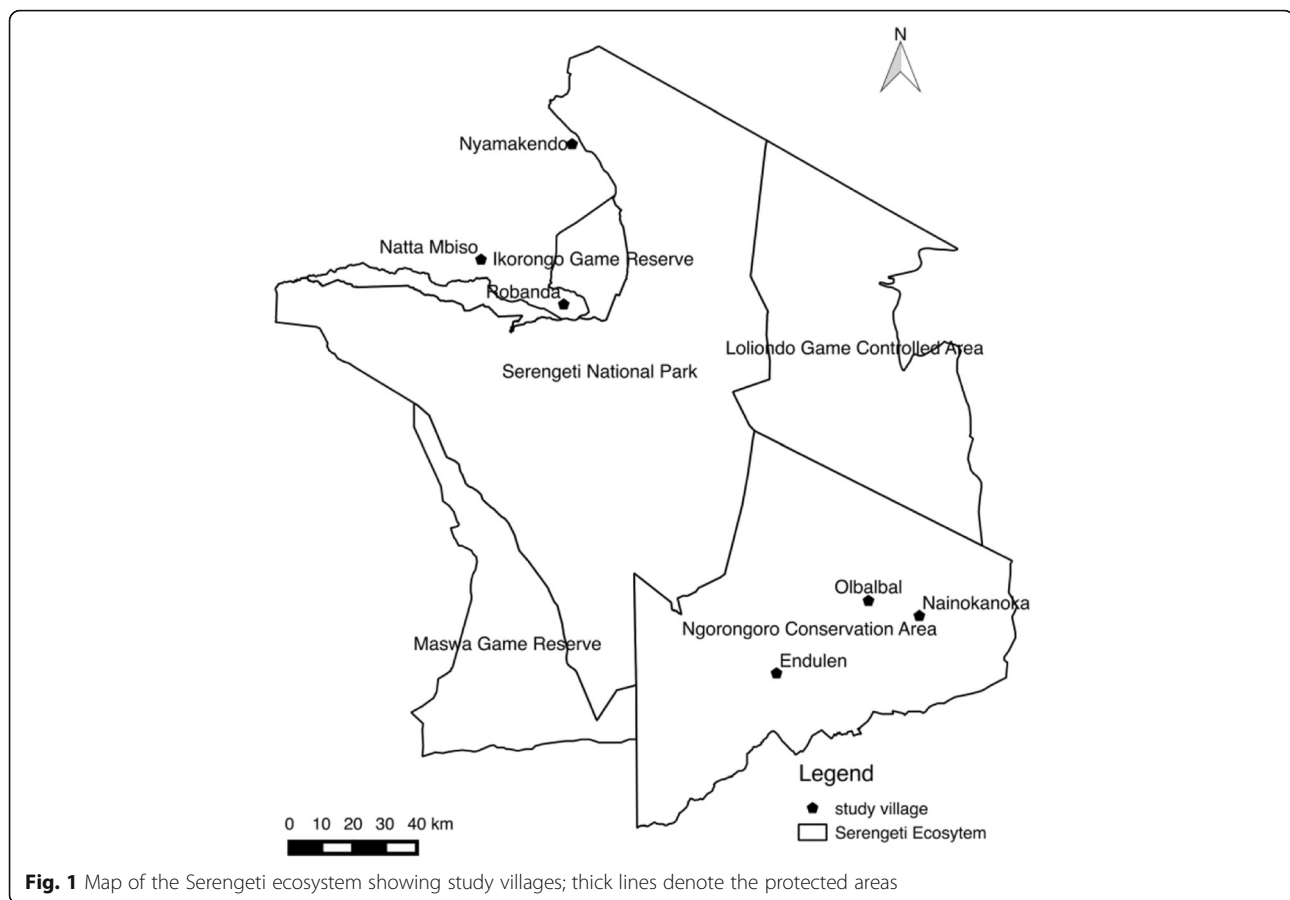 N
Nyamakendo
Natta Mbiso
Ikorongo Game Reserve
Robanda
Loliondo Game Controlled Area
Serengeti National Park
Olbalbal
Nainokanoka
Ngorongoro Conservation Area
Maswa Game Reserve
Endulen
Legend
study village
Serengeti Ecosytem
0 10 20 30 40 km
Fig. 1 Map of the Serengeti ecosystem showing study villages; thick lines denote the protected areas